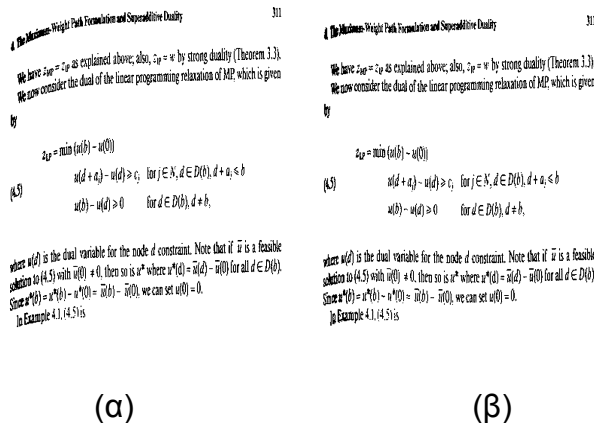 4 The Maximum-Weight Path Formulation and Superadditive Duality 311
We have z_MP = z_LP as explained above; also, z_IP = w by strong duality (Theorem 3.3).
We now consider the dual of the linear programming relaxation of MP, which is given
by
z_LP = min (u(b) − u(0))
(4.5) u(d + a_j) − u(d) ⩾ c_j for j ∈ N, d ∈ D(b), d + a_j ⩽ b
u(b) − u(d) ⩾ 0 for d ∈ D(b), d ≠ b,
where u(d) is the dual variable for the node d constraint. Note that if u̅ is a feasible
solution to (4.5) with u̅(0) ≠ 0, then so is u* where u*(d) = u̅(d) − u̅(0) for all d ∈ D(b).
Since u*(b) = u*(b) − u*(0) = u̅(b) − u̅(0), we can set u(0) = 0.
In Example 4.1, (4.5) is
(α)
4 The Maximum-Weight Path Formulation and Superadditive Duality 311
We have z_MP = z_LP as explained above; also, z_IP = w by strong duality (Theorem 3.3).
We now consider the dual of the linear programming relaxation of MP, which is given
by
z_LP = min (u(b) − u(0))
(4.5) u(d + a_j) − u(d) ⩾ c_j for j ∈ N, d ∈ D(b), d + a_j ⩽ b
u(b) − u(d) ⩾ 0 for d ∈ D(b), d ≠ b,
where u(d) is the dual variable for the node d constraint. Note that if u̅ is a feasible
solution to (4.5) with u̅(0) ≠ 0, then so is u* where u*(d) = u̅(d) − u̅(0) for all d ∈ D(b).
Since u*(b) = u*(b) − u*(0) = u̅(b) − u̅(0), we can set u(0) = 0.
In Example 4.1, (4.5) is
(β)